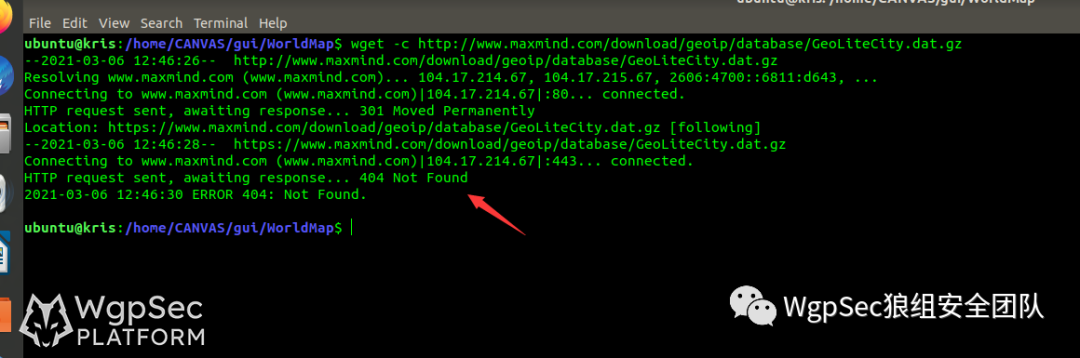 ubuntu@kris:/home/CANVAS/gui/WorldMap
File Edit View Search Terminal Help
ubuntu@kris:/home/CANVAS/gui/WorldMap$ wget -c http://www.maxmind.com/download/geoip/database/GeoLiteCity.dat.gz
--2021-03-06 12:46:26-- http://www.maxmind.com/download/geoip/database/GeoLiteCity.dat.gz
Resolving www.maxmind.com (www.maxmind.com)... 104.17.214.67, 104.17.215.67, 2606:4700::6811:d643, ...
Connecting to www.maxmind.com (www.maxmind.com)|104.17.214.67|:80... connected.
HTTP request sent, awaiting response... 301 Moved Permanently
Location: https://www.maxmind.com/download/geoip/database/GeoLiteCity.dat.gz [following]
--2021-03-06 12:46:28-- https://www.maxmind.com/download/geoip/database/GeoLiteCity.dat.gz
Connecting to www.maxmind.com (www.maxmind.com)|104.17.214.67|:443... connected.
HTTP request sent, awaiting response... 404 Not Found
2021-03-06 12:46:30 ERROR 404: Not Found.
ubuntu@kris:/home/CANVAS/gui/WorldMap$
WgpSec
PLATFORM
WgpSec狼组安全团队